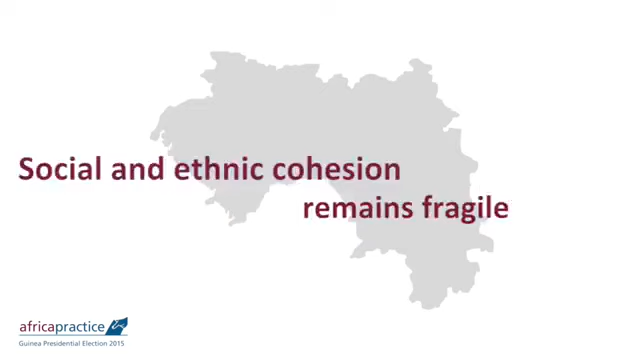 Social and ethnic cohesion
remains fragile
africapractice
Guinea Presidential Election 2015